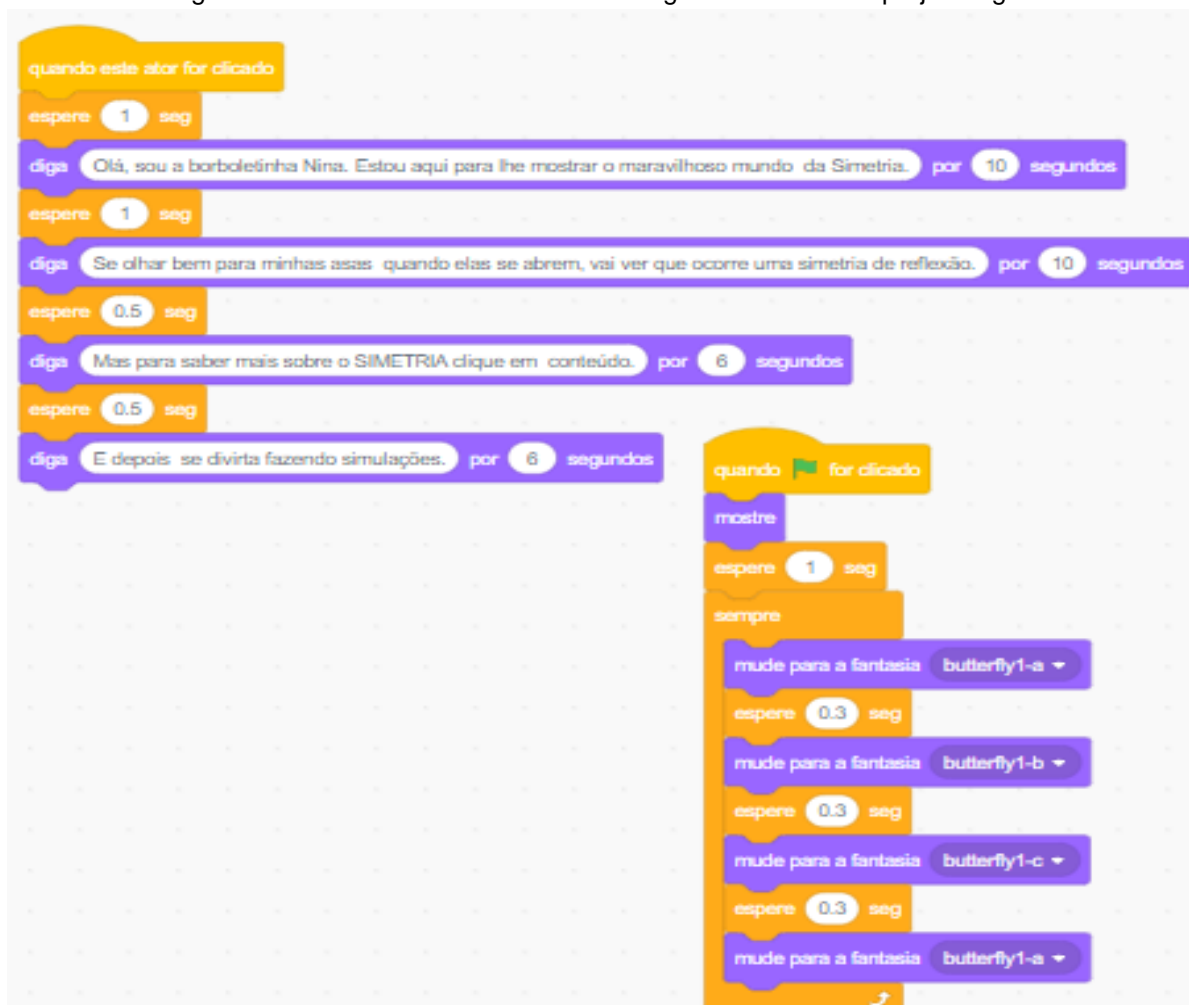 quando este ator for clicado
espere 1 seg
diga Olá, sou a borboletinha Nina. Estou aqui para lhe mostrar o maravilhoso mundo da Simetria. por 10 segundos
espere 1 seg
diga Se olhar bem para minhas asas quando elas se abrem, vai ver que ocorre uma simetria de reflexão. por 10 segundos
espere 0.5 seg
diga Mas para saber mais sobre o SIMETRIA clique em conteúdo. por 6 segundos
espere 0.5 seg
diga E depois se divirta fazendo simulações. por 6 segundos
quando for clicado
mostre
espere 1 seg
sempre
mude para a fantasia butterfly1-a
espere 0.3 seg
mude para a fantasia butterfly1-b
espere 0.3 seg
mude para a fantasia butterfly1-c
espere 0.3 seg
mude para a fantasia butterfly1-a